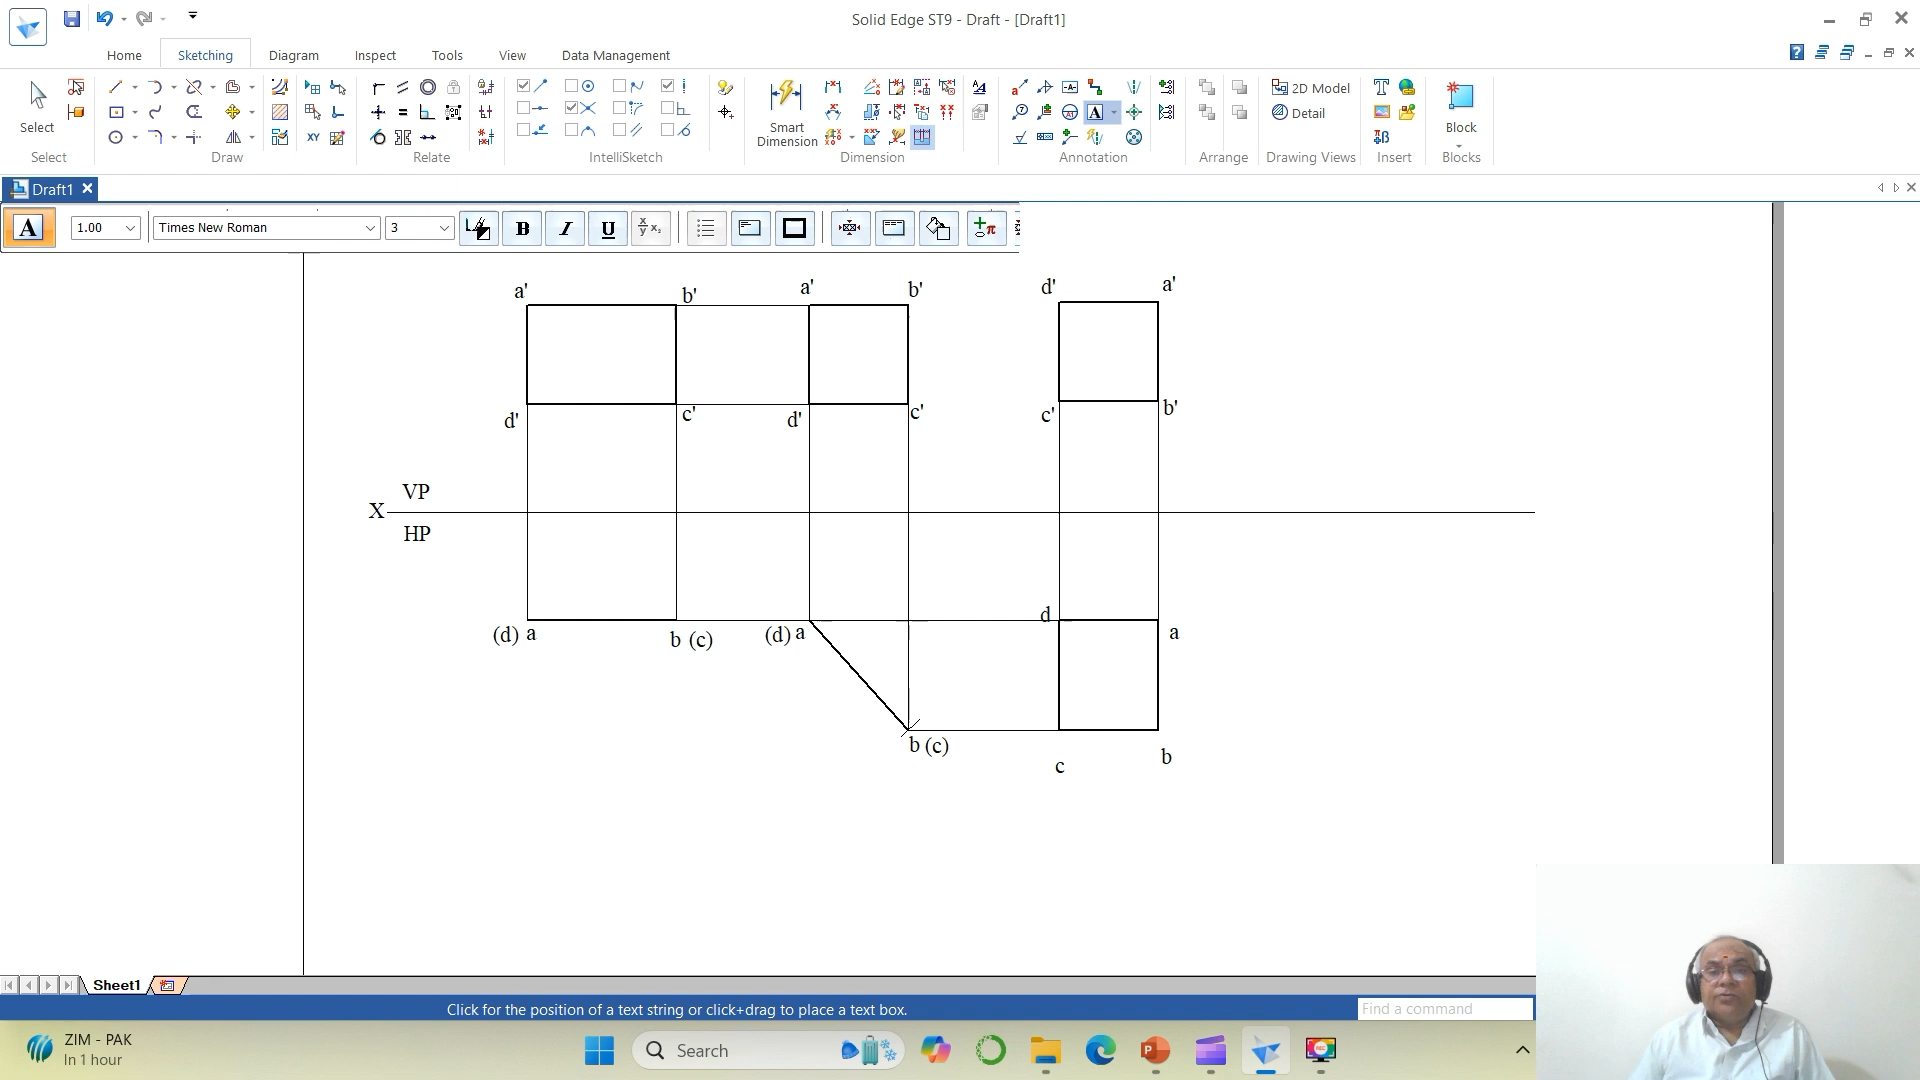 Solid Edge ST9 - Draft - [Draft1]
Home Sketching Diagram Inspect Tools View Data Management
Select
Smart
Dimension
2D Model
Detail
Block
Select Draw Relate IntelliSketch Dimension Annotation Arrange Drawing Views Insert Blocks
Draft1
A 1.00 Times New Roman 3 B I U
a' b' a' b' d' a'
d' c' d' c' c' b'
VP
X
HP
d
(d) a b (c) (d) a a
b (c) b
c
Sheet1
Click for the position of a text string or click+drag to place a text box.
Find a command
ZIM - PAK
In 1 hour
Search